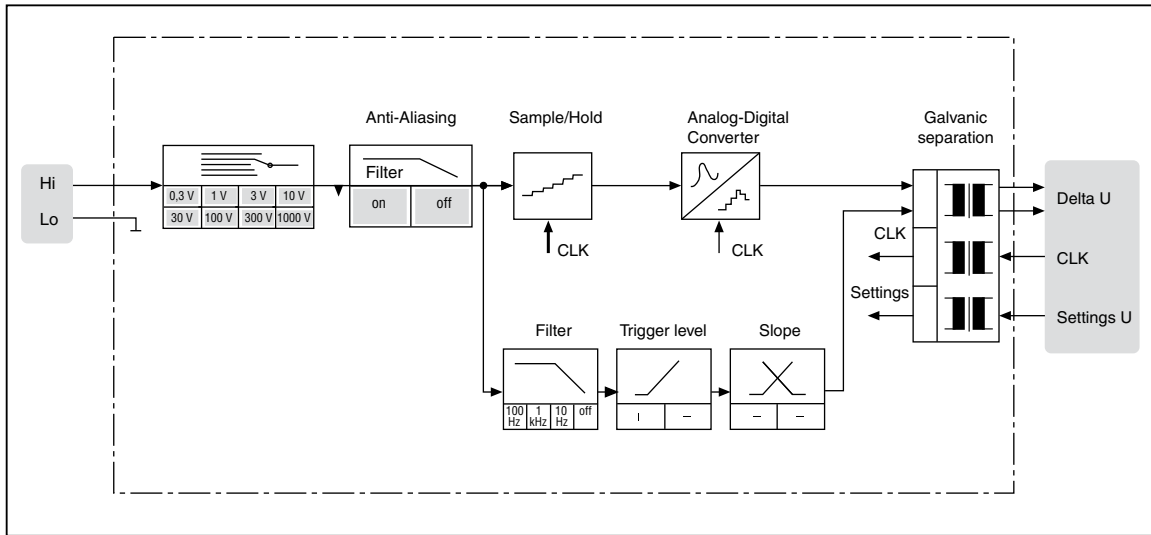 Anti-Aliasing
Sample/Hold
Analog-Digital
Converter
Galvanic
separation
Hi
Lo
0,3 V 1 V 3 V 10 V
30 V 100 V 300 V 1000 V
Filter
on off
CLK
CLK
CLK
Settings
Delta U
CLK
Settings U
Filter
Trigger level
Slope
100 Hz 1 kHz 10 Hz off
I –
– –